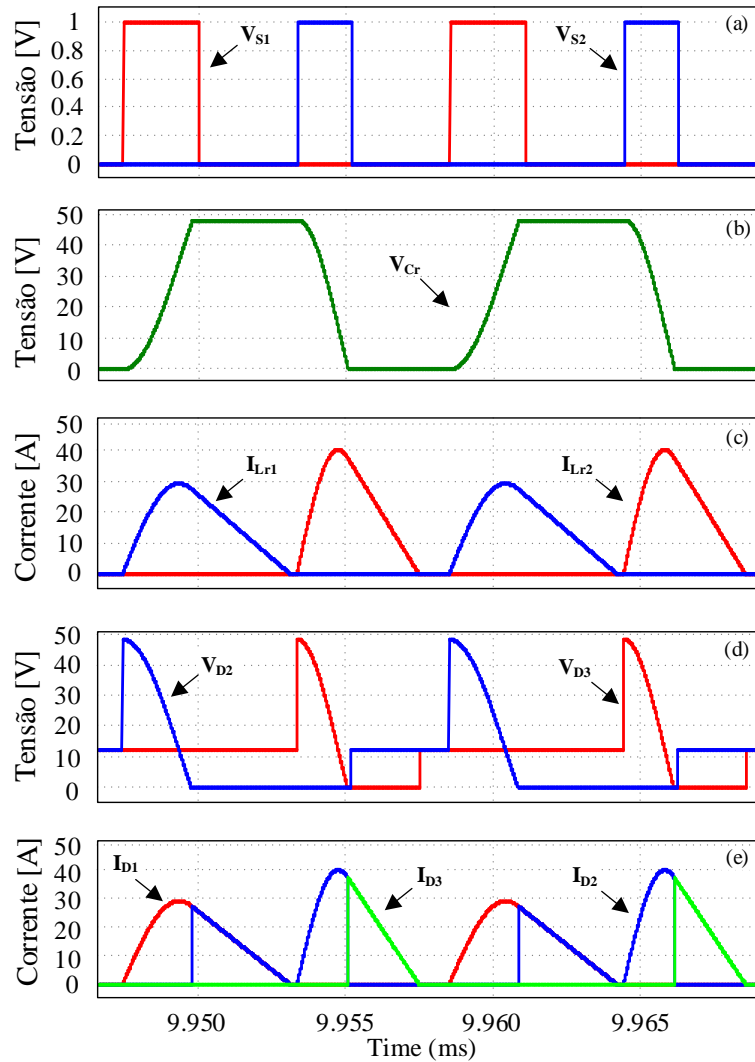 (a)
V_S1
V_S2
Tensão [V]
1
0.8
0.6
0.4
0.2
0
(b)
V_Cr
Tensão [V]
50
40
30
20
10
0
(c)
I_Lr1
I_Lr2
Corrente [A]
50
40
30
20
10
0
(d)
V_D2
V_D3
Tensão [V]
50
40
30
20
10
0
(e)
I_D1
I_D3
I_D2
Corrente [A]
50
40
30
20
10
0
9.950 9.955 9.960 9.965
Time (ms)